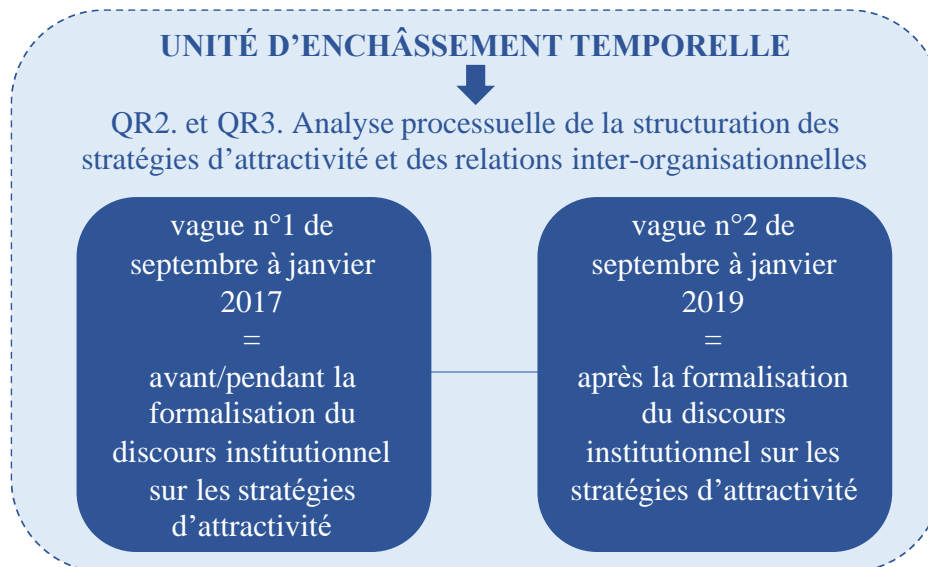 UNITÉ D’ENCHÂSSEMENT TEMPORELLE
QR2. et QR3. Analyse processuelle de la structuration des
stratégies d’attractivité et des relations inter-organisationnelles
vague n°1 de
septembre à janvier
2017
=
avant/pendant la
formalisation du
discours institutionnel
sur les stratégies
d’attractivité
vague n°2 de
septembre à janvier
2019
=
après la formalisation
du discours
institutionnel sur les
stratégies d’attractivité